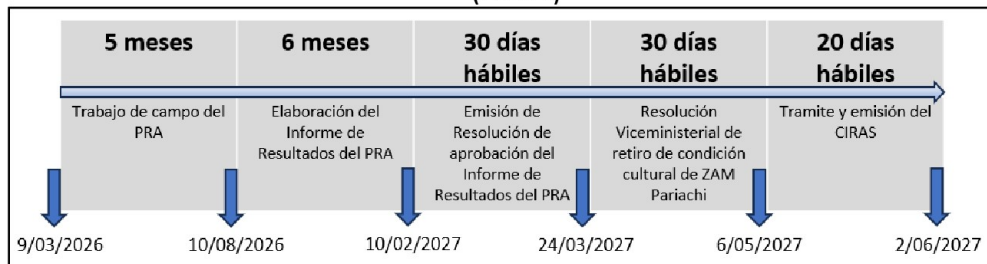 5 meses
6 meses
30 días
hábiles
30 días
hábiles
20 días
hábiles
Trabajo de campo del
PRA
Elaboración del
Informe de
Resultados del PRA
Emisión de
Resolución de
aprobación del
Informe de
Resultados del PRA
Resolución
Viceministerial de
retiro de condición
cultural de ZAM
Pariachi
Tramite y emisión del
CIRAS
9/03/2026
10/08/2026
10/02/2027
24/03/2027
6/05/2027
2/06/2027